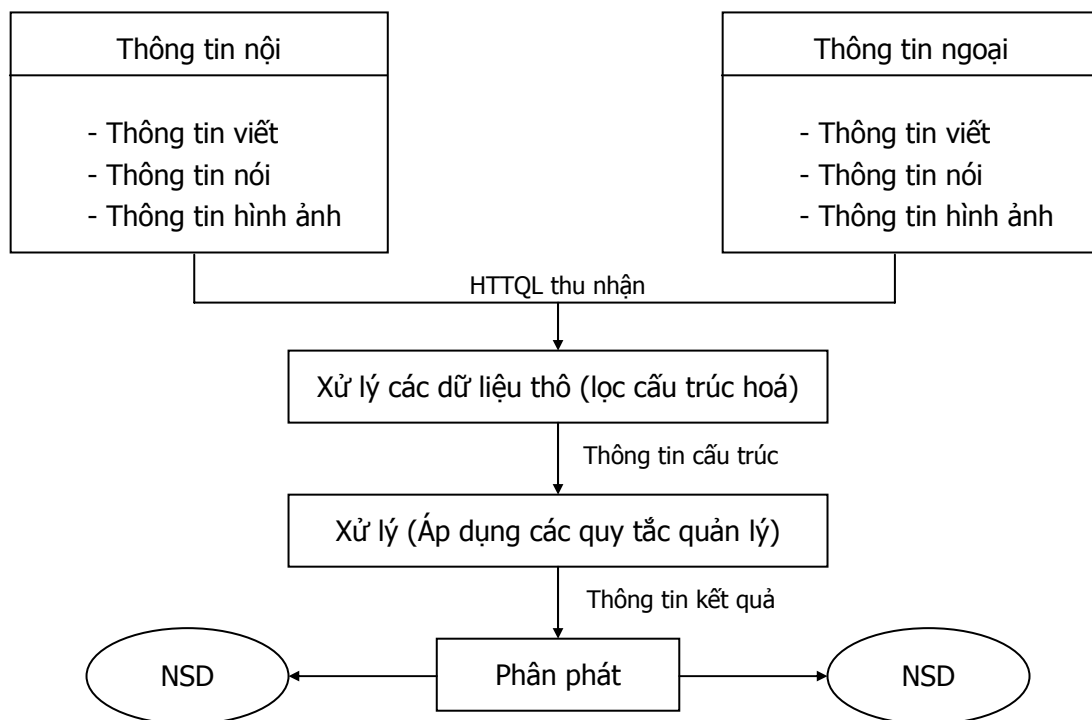 Thông tin nội
- Thông tin viết
- Thông tin nói
- Thông tin hình ảnh
Thông tin ngoại
- Thông tin viết
- Thông tin nói
- Thông tin hình ảnh
HTTQL thu nhận
Xử lý các dữ liệu thô (lọc cấu trúc hoá)
Thông tin cấu trúc
Xử lý (Áp dụng các quy tắc quản lý)
Thông tin kết quả
NSD
Phân phát
NSD